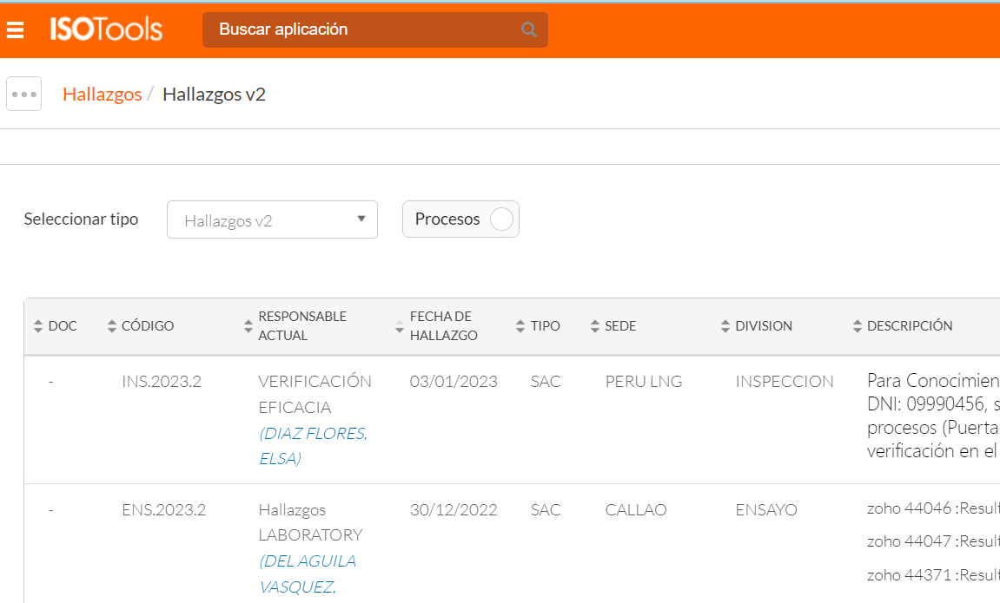 ISOTools
Buscar aplicación
Hallazgos / Hallazgos v2
Seleccionar tipo
Hallazgos v2
Procesos
DOC
CÓDIGO
RESPONSABLE
ACTUAL
FECHA DE
HALLAZGO
TIPO
SEDE
DIVISION
DESCRIPCIÓN
-
INS.2023.2
VERIFICACIÓN
EFICACIA
(DIAZ FLORES,
ELSA)
03/01/2023
SAC
PERU LNG
INSPECCION
Para Conocimien
DNI: 09990456, s
procesos (Puerta
verificación en el
-
ENS.2023.2
Hallazgos
LABORATORY
(DEL AGUILA
VASQUEZ,
30/12/2022
SAC
CALLAO
ENSAYO
zoho 44046 :Result
zoho 44047 :Result
zoho 44371 :Result